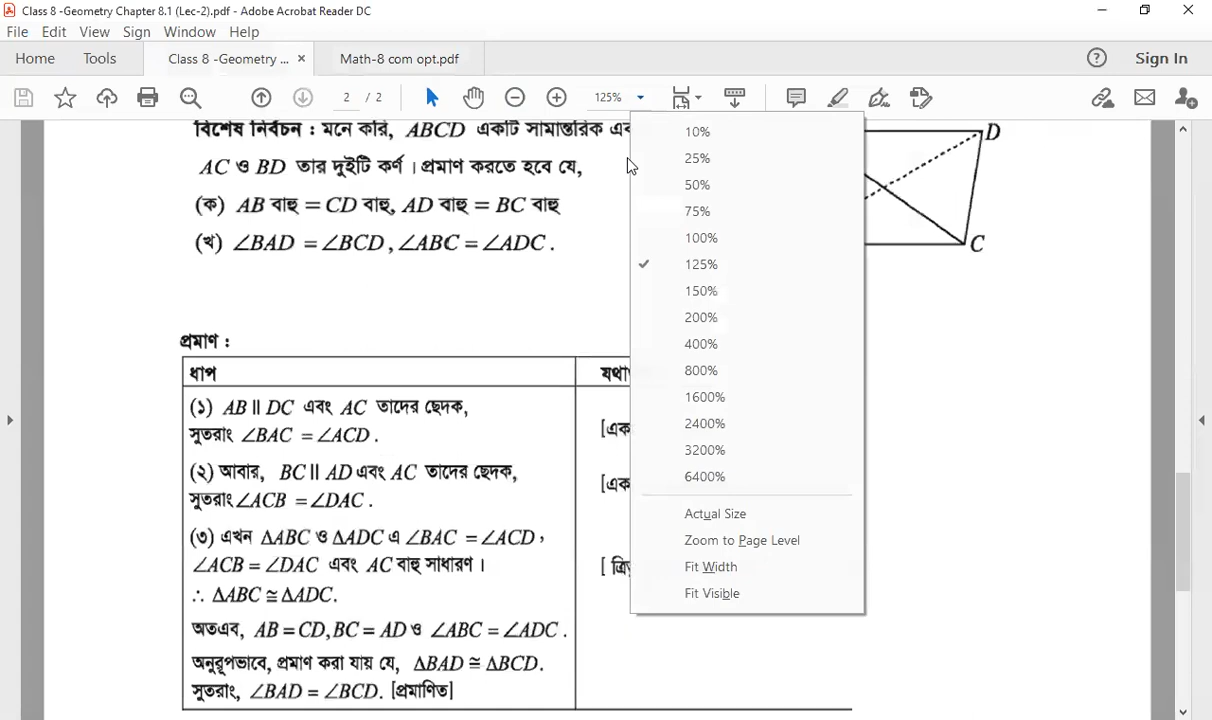 Class 8 -Geometry Chapter 8.1 (Lec-2).pdf - Adobe Acrobat Reader DC
File Edit View Sign Window Help
Home Tools Class 8 -Geometry ... × Math-8 com opt.pdf Sign In
2 / 2 125%
বিশেষ নির্বচন : মনে করি, ABCD একটি সামান্তরিক এব
D
AC ও BD তার দুইটি কর্ণ । প্রমাণ করতে হবে যে,
(ক) AB বাহু = CD বাহু, AD বাহু = BC বাহু
(খ) ∠BAD = ∠BCD, ∠ABC = ∠ADC .
C
10%
25%
50%
75%
100%
125%
150%
200%
400%
800%
1600%
2400%
3200%
6400%
Actual Size
Zoom to Page Level
Fit Width
Fit Visible
প্রমাণ :
ধাপ
(১) AB || DC এবং AC তাদের ছেদক,
সুতরাং ∠BAC = ∠ACD .
(২) আবার, BC || AD এবং AC তাদের ছেদক,
সুতরাং ∠ACB = ∠DAC .
(৩) এখন ΔABC ও ΔADC এ ∠BAC = ∠ACD ,
∠ACB = ∠DAC এবং AC বাহু সাধারণ ।
∴ ΔABC ≅ ΔADC.
অতএব, AB = CD, BC = AD ও ∠ABC = ∠ADC .
অনুরূপভাবে, প্রমাণ করা যায় যে, ΔBAD ≅ ΔBCD.
সুতরাং, ∠BAD = ∠BCD. [প্রমাণিত]
যথা
[এক
[এক
[ ত্রি